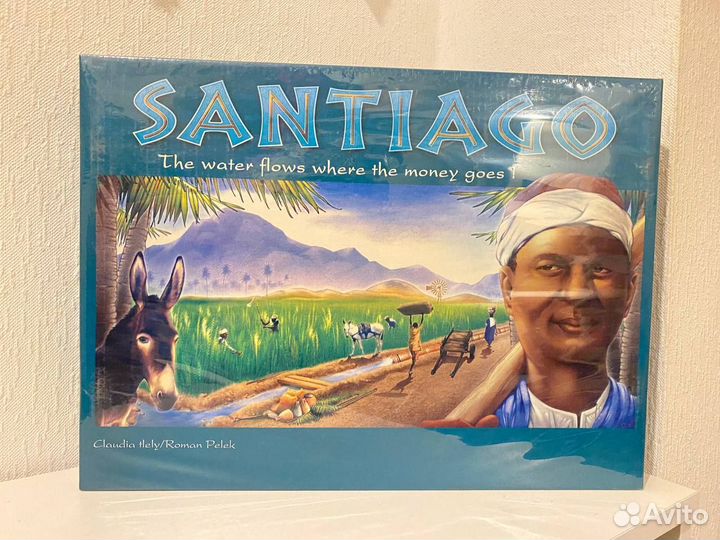 SANTIAGO
The water flows where the money goes !
Claudia Hely/Roman Pelek
Avito